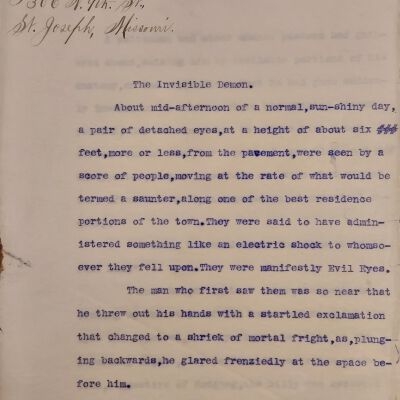 N. 9th. St.
St. Joseph, Missouri.
The Invisible Demon.
About mid-afternoon of a normal,sun-shiny day,
a pair of detached eyes,at a height of about six
feet,more or less,from the pavement,were seen by a
score of people,moving at the rate of what would be
termed a saunter,along one of the best residence
portions of the town.They were said to have admin-
istered something like an electric shock to whomso-
ever they fell upon.They were manifestly Evil Eyes.
The man who first saw them was so near that
he threw out his hands with a startled exclamation
that changed to a shriek of mortal fright,as,plung-
ing backwards,he glared frenziedly at the space be-
fore him.